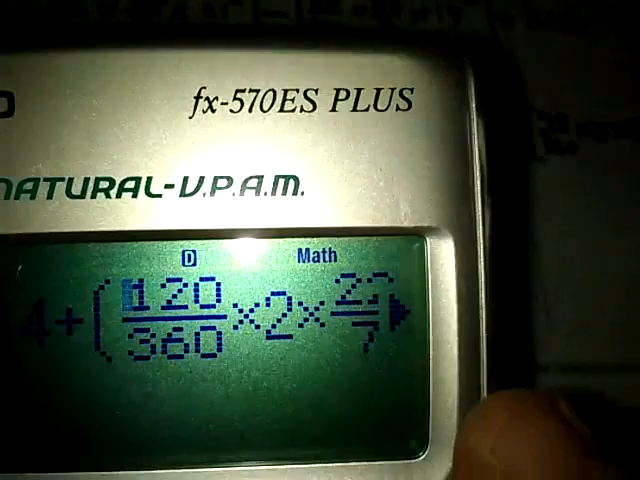 fx-570ES PLUS
NATURAL-V.P.A.M.
D Math
4+(120/360×2×22/7